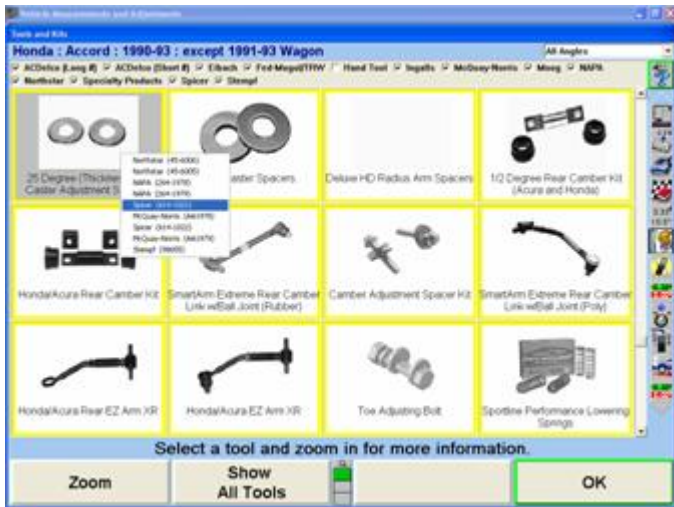 Vehicle Measurements and Adjustments
Tools and Kits
Honda : Accord : 1990-93 : except 1991-93 Wagon
All Angles
ACDelco (Long #) ACDelco (Short #) Eibach Fed-Mogul/TRW Hand Tool Ingalls McQuay-Norris Moog NAPA
Northstar Specialty Products Spicer Stempf
25 Degree (Thickness
Caster Adjustment
Caster Spacers
Deluxe HD Radius Arm Spacers
1/2 Degree Rear Camber Kit
(Acura and Honda)
Northstar (45-6006)
Northstar (45-6005)
NAPA (264-1978)
NAPA (264-1979)
Spicer
McQuay-Norris
Spicer (614-1022)
McQuay-Norris (AA1979)
Stempf
Honda/Acura Rear Camber Kit
SmartArm Extreme Rear Camber
Link w/Ball Joint (Rubber)
Camber Adjustment Spacer Kit
SmartArm Extreme Rear Camber
Link w/Ball Joint (Poly)
Honda/Acura Rear EZ Arm XR
Honda/Acura EZ Arm XR
Toe Adjusting Bolt
Sportline Performance Lowering
Springs
Select a tool and zoom in for more information.
Zoom
Show
All Tools
OK